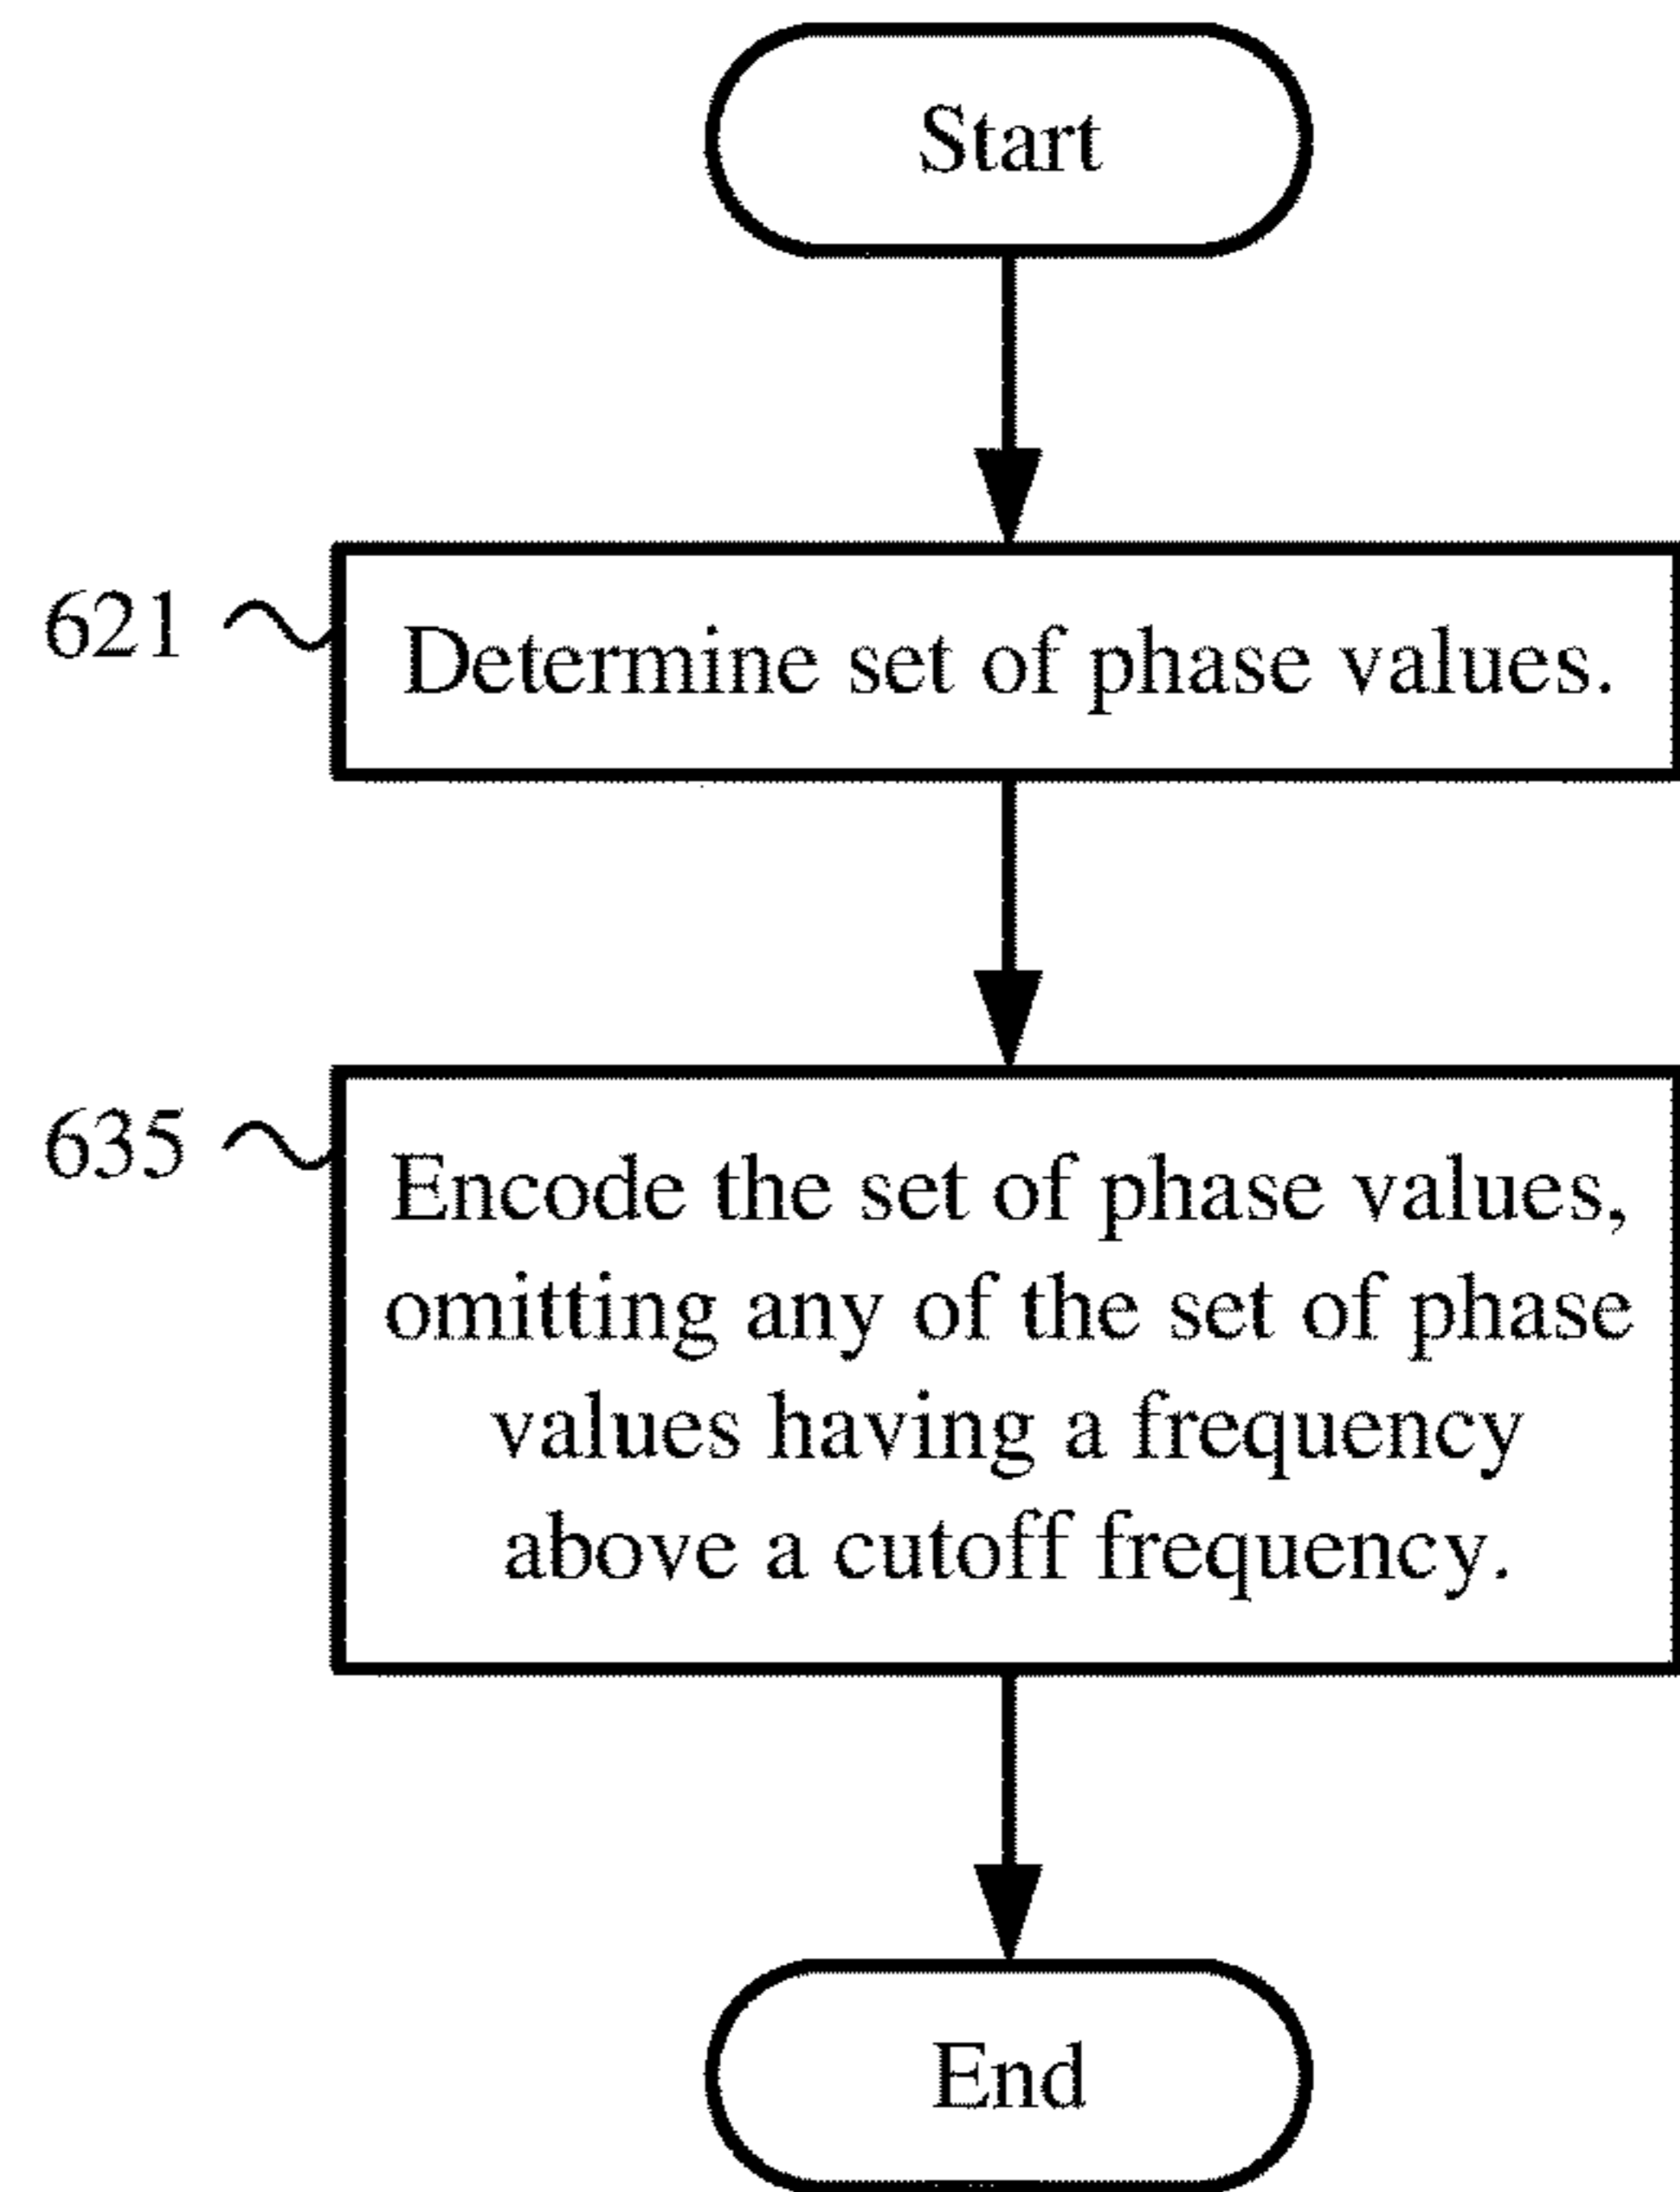 Start
621
Determine set of phase values.
635
Encode the set of phase values,
omitting any of the set of phase
values having a frequency
above a cutoff frequency.
End